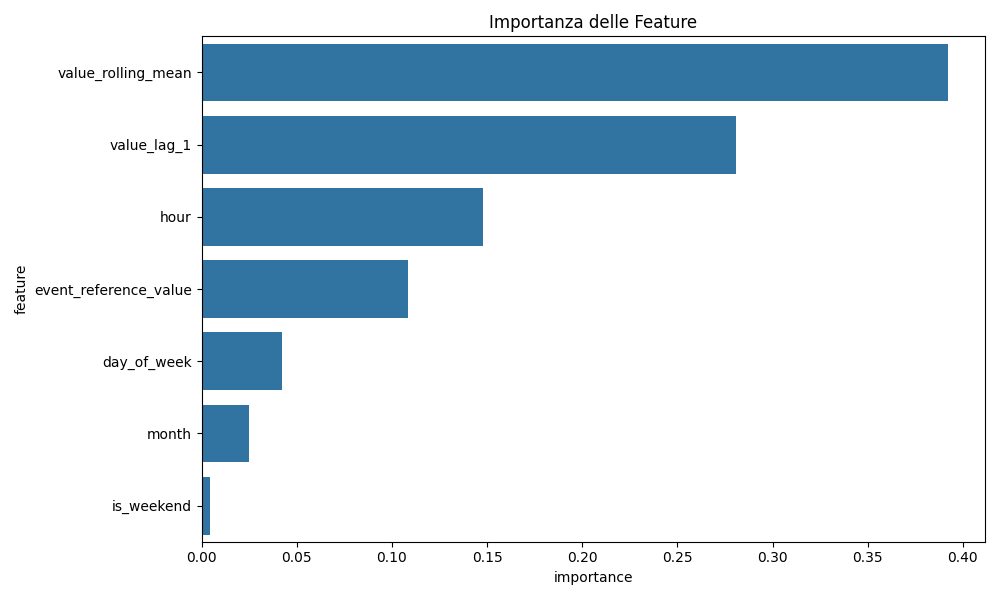 Importanza delle Feature
feature
value_rolling_mean
value_lag_1
hour
event_reference_value
day_of_week
month
is_weekend
0.00 0.05 0.10 0.15 0.20 0.25 0.30 0.35 0.40
importance